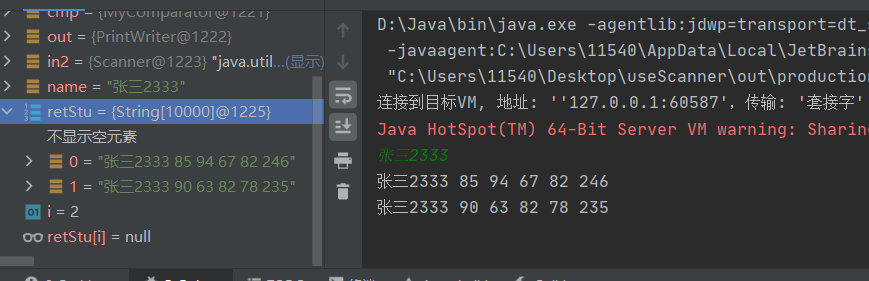 cmp = {MyComparator@1221}
out = {PrintWriter@1222}
in2 = {Scanner@1223} "java.util...(显示)
name = "张三2333"
retStu = {String[10000]@1225}
不显示空元素
0 = "张三2333 85 94 67 82 246"
1 = "张三2333 90 63 82 78 235"
01 i = 2
retStu[i] = null
D:\Java\bin\java.exe -agentlib:jdwp=transport=dt_s
-javaagent:C:\Users\11540\AppData\Local\JetBrains
"C:\Users\11540\Desktop\useScanner\out\production
连接到目标VM, 地址: ''127.0.0.1:60587'，传输: '套接字'
Java HotSpot(TM) 64-Bit Server VM warning: Sharing
张三2333
张三2333 85 94 67 82 246
张三2333 90 63 82 78 235